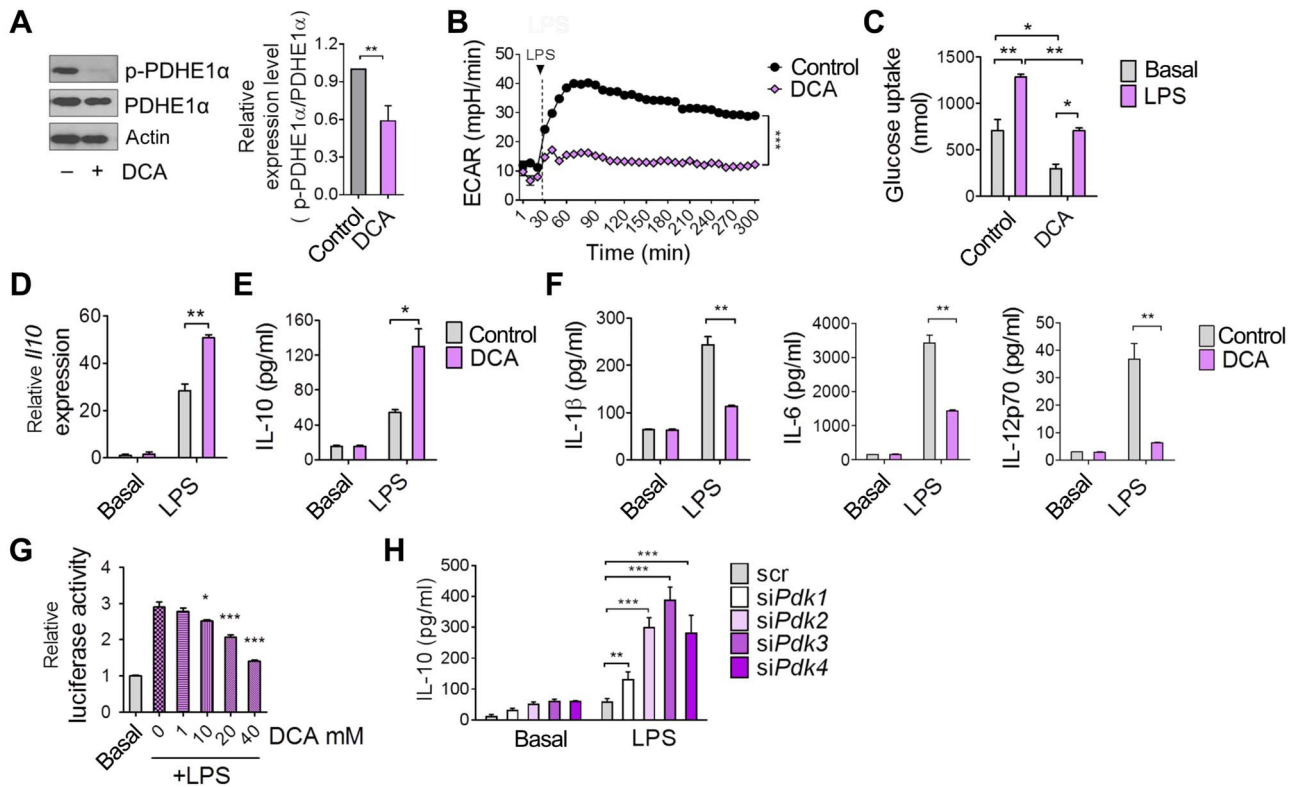 A
p-PDHE1α
PDHE1α
Actin
– + DCA
Relative
expression level
( p-PDHE1α/PDHE1α)
1.2
0.9
0.6
0.3
0.0
**
Control
DCA
B
LPS
LPS
ECAR (mpH/min)
50
40
30
20
10
0
1 30 60 90 120 150 180 210 240 270 300
Time (min)
Control
DCA
***
C
Glucose uptake
(nmol)
1500
1000
500
0
*
** **
*
Control
DCA
Basal
LPS
D
Relative Il10
expression
60
40
20
0
**
Basal
LPS
E
IL-10 (pg/ml)
160
120
80
40
0
*
Basal
LPS
Control
DCA
F
IL-1β (pg/ml)
300
200
100
0
**
Basal
LPS
IL-6
(pg/ml)
4000
3000
2000
1000
0
**
Basal
LPS
IL-12p70 (pg/ml)
50
40
30
20
10
0
**
Basal
LPS
Control
DCA
G
Relative
luciferase activity
4
3
2
1
0
*
***
***
Basal
0 1 10 20 40 DCA mM
+LPS
H
IL-10 (pg/ml)
500
400
300
200
100
0
***
***
***
**
Basal LPS
scr
siPdk1
siPdk2
siPdk3
siPdk4